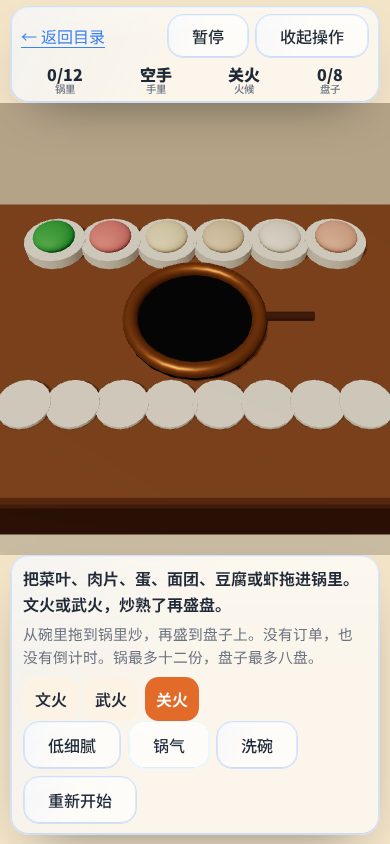 ← 返回目录
暂停
收起操作
0/12
空手
关火
0/8
锅里
手里
火候
盘子
把菜叶、肉片、蛋、面团、豆腐或虾拖进锅里。
文火或武火，炒熟了再盛盘。
从碗里拖到锅里炒，再盛到盘子上。没有订单，也
没有倒计时。锅最多十二份，盘子最多八盘。
文火
武火
关火
低细腻
锅气
洗碗
重新开始